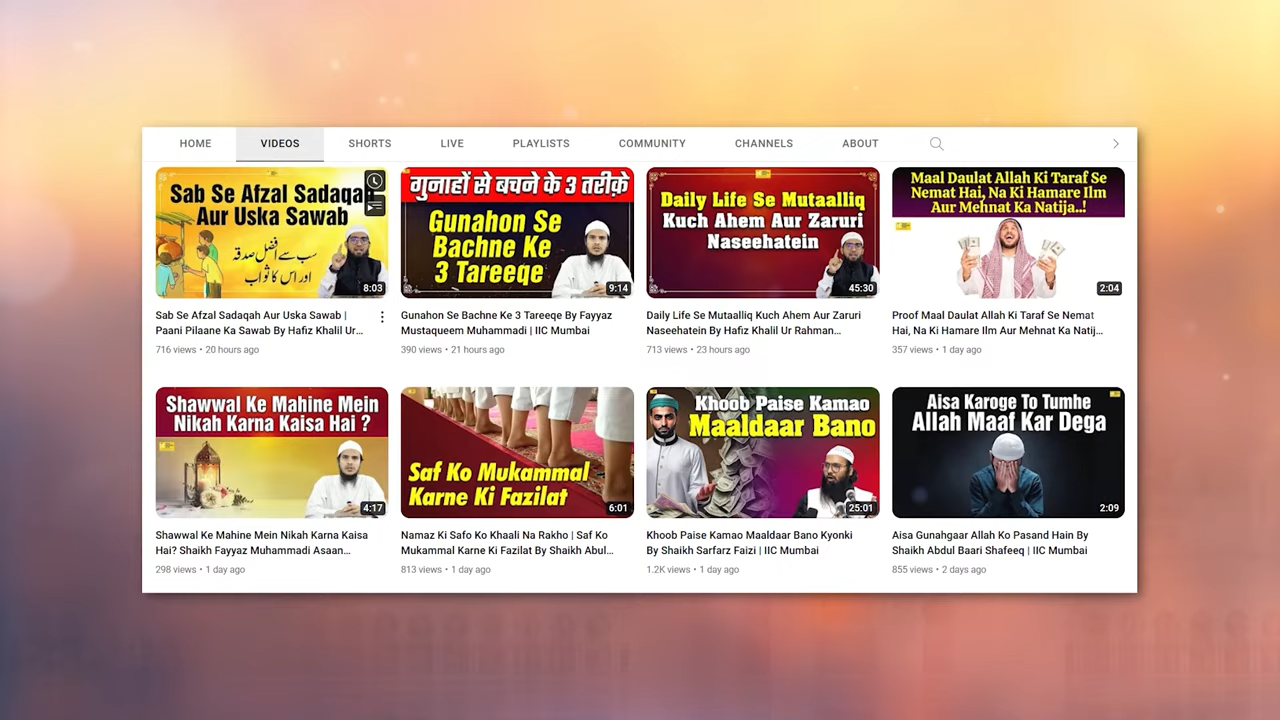 HOME VIDEOS SHORTS LIVE PLAYLISTS COMMUNITY CHANNELS ABOUT
Sab Se Afzal Sadaqah
Aur Uska Sawab
سب سے افضل صدقہ
اور اس کا ثواب
8:03
गुनाहों से बचने के 3 तरीक़े
Gunahon Se
Bachne Ke
3 Tareeqe
9:14
Daily Life Se Mutaalliq
Kuch Ahem Aur Zaruri
Naseehatein
45:30
Maal Daulat Allah Ki Taraf Se
Nemat Hai, Na Ki Hamare Ilm
Aur Mehnat Ka Natija..!
2:04
Sab Se Afzal Sadaqah Aur Uska Sawab |
Paani Pilaane Ka Sawab By Hafiz Khalil Ur...
716 views • 20 hours ago
Gunahon Se Bachne Ke 3 Tareeqe By Fayyaz
Mustaqueem Muhammadi | IIC Mumbai
390 views • 21 hours ago
Daily Life Se Mutaalliq Kuch Ahem Aur Zaruri
Naseehatein By Hafiz Khalil Ur Rahman...
713 views • 23 hours ago
Proof Maal Daulat Allah Ki Taraf Se Nemat
Hai, Na Ki Hamare Ilm Aur Mehnat Ka Natij...
357 views • 1 day ago
Shawwal Ke Mahine Mein
Nikah Karna Kaisa Hai ?
4:17
Saf Ko Mukammal
Karne Ki Fazilat
6:01
Khoob Paise Kamao
Maaldaar Bano
25:01
Aisa Karoge To Tumhe
Allah Maaf Kar Dega
2:09
Shawwal Ke Mahine Mein Nikah Karna Kaisa
Hai? Shaikh Fayyaz Muhammadi Asaan...
298 views • 1 day ago
Namaz Ki Safo Ko Khaali Na Rakho | Saf Ko
Mukammal Karne Ki Fazilat By Shaikh Abul...
813 views • 1 day ago
Khoob Paise Kamao Maaldaar Bano Kyonki
By Shaikh Sarfarz Faizi | IIC Mumbai
1.2K views • 1 day ago
Aisa Gunahgaar Allah Ko Pasand Hain By
Shaikh Abdul Baari Shafeeq | IIC Mumbai
855 views • 2 days ago